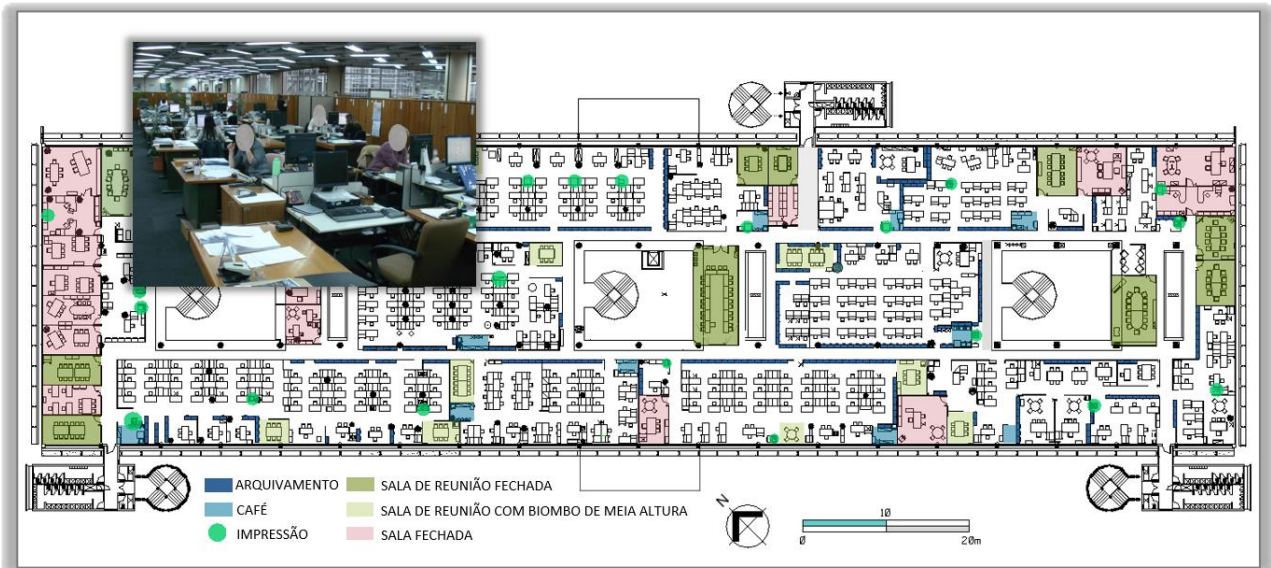 ARQUIVAMENTO
CAFÉ
IMPRESSÃO
SALA DE REUNIÃO FECHADA
SALA DE REUNIÃO COM BIOMBO DE MEIA ALTURA
SALA FECHADA
N
10
0
20m